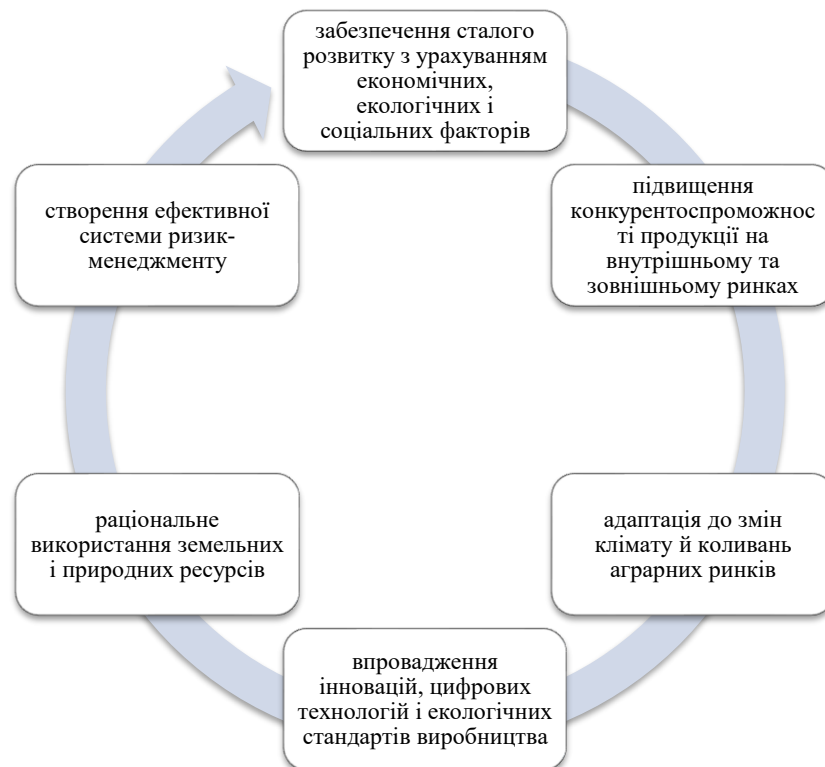 забезпечення сталого
розвитку з урахуванням
економічних,
екологічних і
соціальних факторів
підвищення
конкурентоспроможнос
ті продукції на
внутрішньому та
зовнішньому ринках
адаптація до змін
клімату й коливань
аграрних ринків
впровадження
інновацій, цифрових
технологій і екологічних
стандартів виробництва
раціональне
використання земельних
і природних ресурсів
створення ефективної
системи ризик-
менеджменту